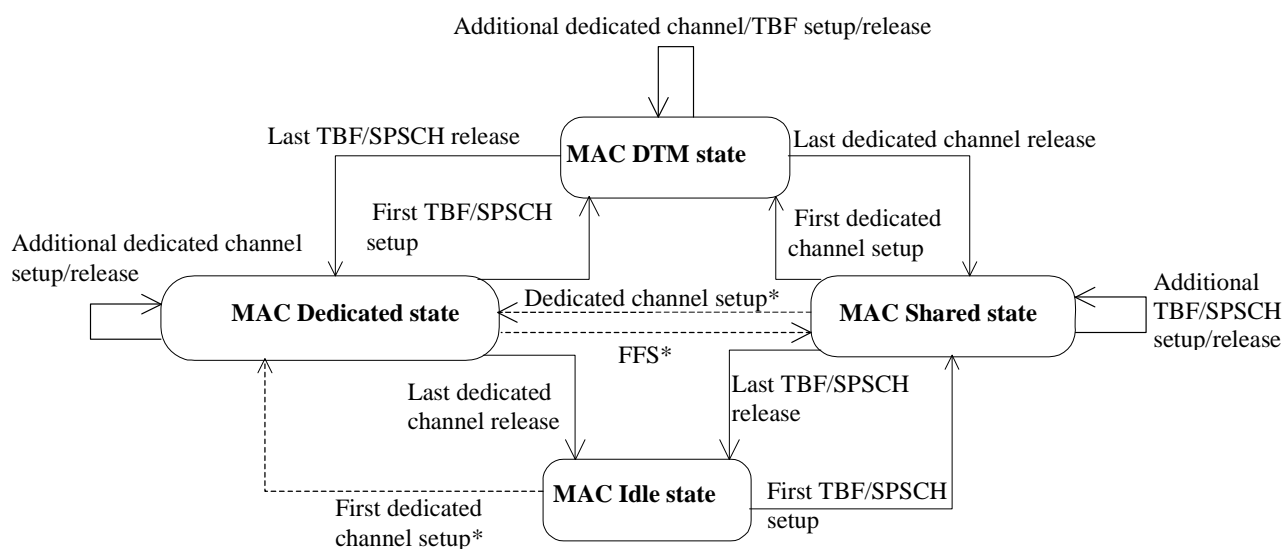 Additional dedicated channel/TBF setup/release
Last TBF/SPSCH release
MAC DTM state
Last dedicated channel release
First TBF/SPSCH
setup
First dedicated
channel setup
Additional dedicated channel
setup/release
MAC Dedicated state
Dedicated channel setup*
MAC Shared state
Additional
TBF/SPSCH
setup/release
FFS*
Last dedicated
channel release
Last TBF/SPSCH
release
MAC Idle state
First TBF/SPSCH
setup
First dedicated
channel setup*